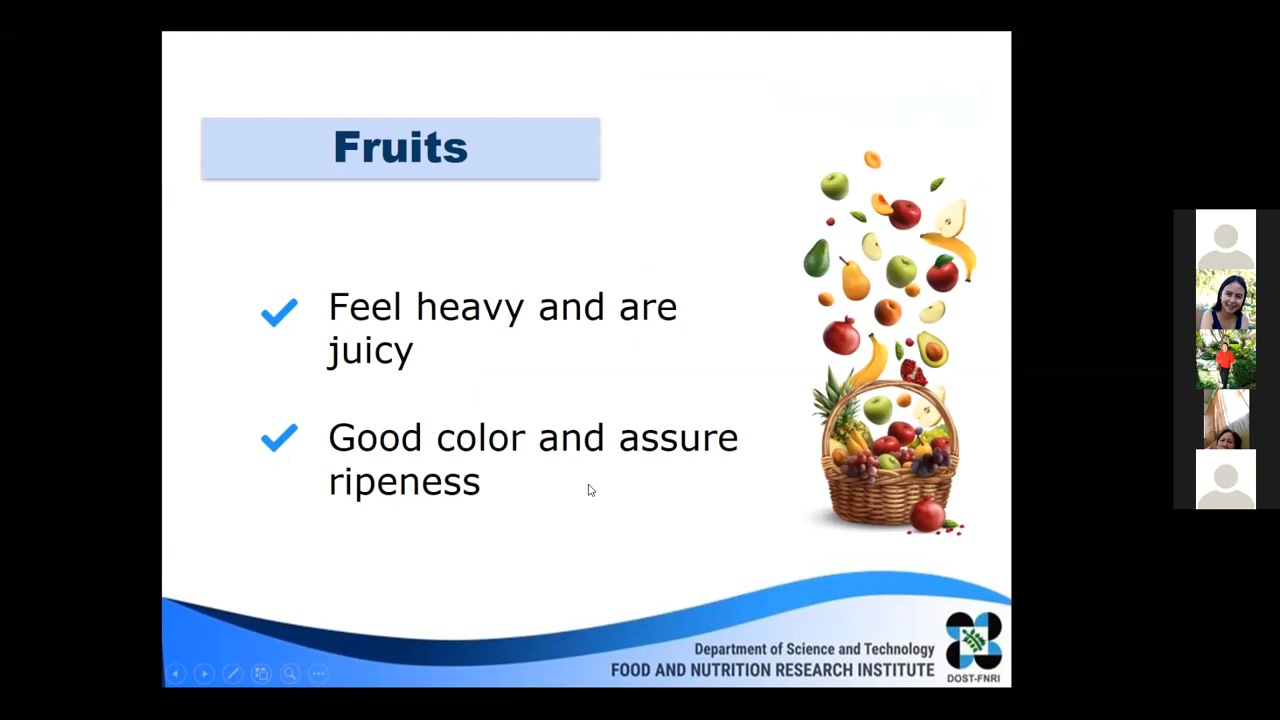 Fruits
Feel heavy and are
juicy
Good color and assure
ripeness
Department of Science and Technology
FOOD AND NUTRITION RESEARCH INSTITUTE
DOST-FNRI